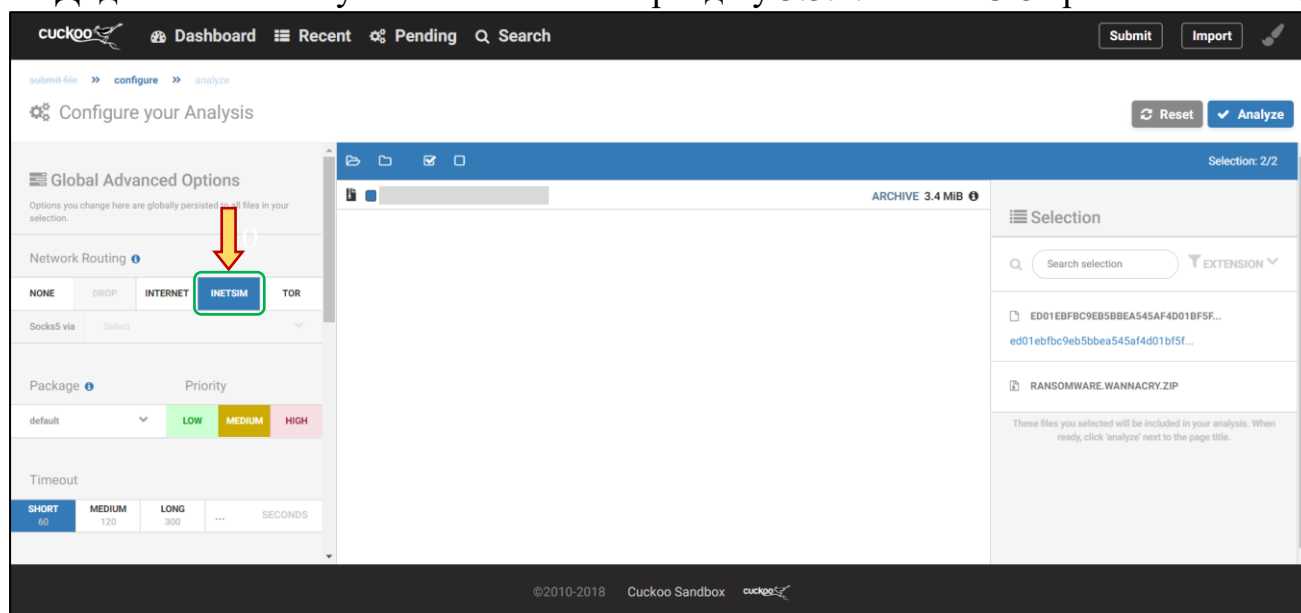 cuckoo Dashboard Recent Pending Search Submit Import
submit-file » configure » analyze
Configure your Analysis
Reset Analyze
Selection: 2/2
Global Advanced Options
Options you change here are globally persisted to all files in your
selection.
Network Routing
NONE DROP INTERNET INETSIM TOR
Socks5 via Select
Package Priority
default LOW MEDIUM HIGH
Timeout
SHORT MEDIUM LONG
60 120 300 ... SECONDS
ARCHIVE 3.4 MiB
Selection
Search selection EXTENSION
ED01EBFBC9EB5BBEA545AF4D01BF5F...
ed01ebfbc9eb5bbea545af4d01bf5f...
RANSOMWARE.WANNACRY.ZIP
These files you selected will be included in your analysis. When
ready, click 'analyze' next to the page title.
©2010-2018 Cuckoo Sandbox cuckoo